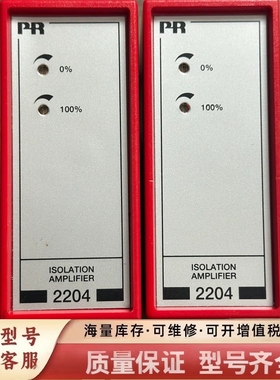 PR
0%
100%
ISOLATION
AMPLIFIER
2204
PR
0%
100%
ISOLATION
AMPLIFIER
2204
型号
客服
海量库存·可维修·可开增值税
质量保证 型号齐